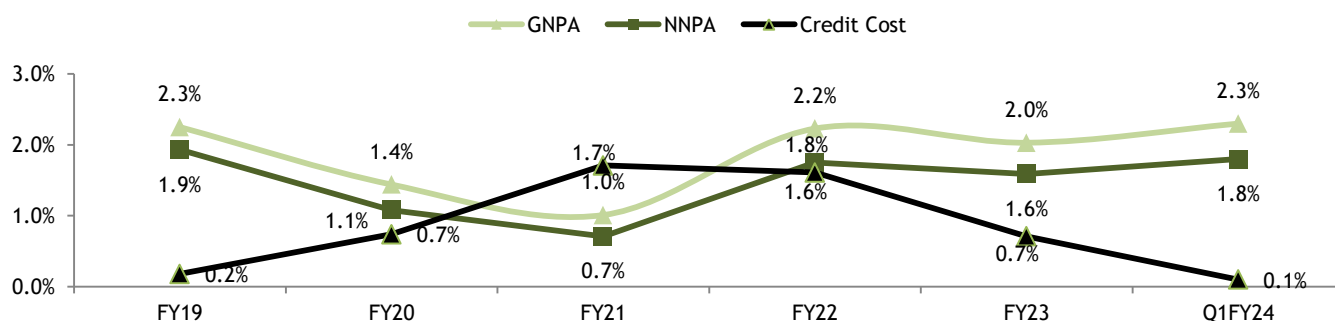 GNPA NNPA Credit Cost
3.0%
2.3% 1.4% 1.7% 2.2% 2.0% 2.3%
2.0%
1.9% 1.1% 1.0% 1.8% 1.6% 1.8%
1.0%
0.2% 0.7% 0.7% 1.6% 0.7% 0.1%
0.0%
FY19 FY20 FY21 FY22 FY23 Q1FY24